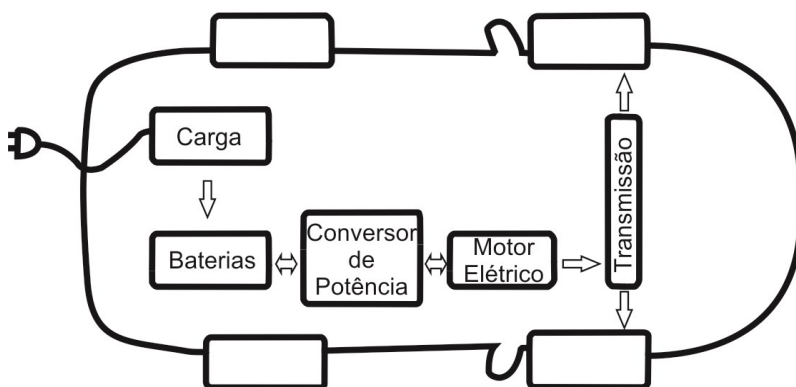 Carga
Baterias
Conversor
de
Potência
Motor
Elétrico
Transmissão